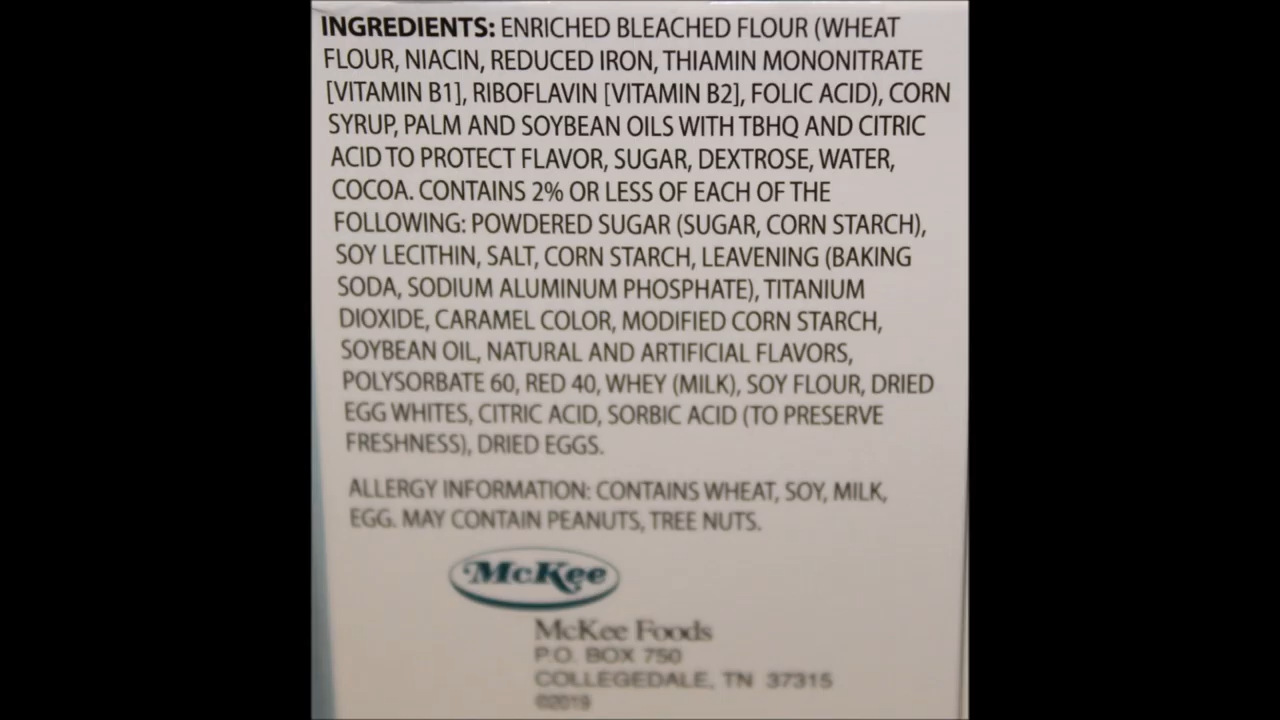 INGREDIENTS: ENRICHED BLEACHED FLOUR (WHEAT
FLOUR, NIACIN, REDUCED IRON, THIAMIN MONONITRATE
[VITAMIN B1], RIBOFLAVIN [VITAMIN B2], FOLIC ACID), CORN
SYRUP, PALM AND SOYBEAN OILS WITH TBHQ AND CITRIC
ACID TO PROTECT FLAVOR, SUGAR, DEXTROSE, WATER,
COCOA. CONTAINS 2% OR LESS OF EACH OF THE
FOLLOWING: POWDERED SUGAR (SUGAR, CORN STARCH),
SOY LECITHIN, SALT, CORN STARCH, LEAVENING (BAKING
SODA, SODIUM ALUMINUM PHOSPHATE), TITANIUM
DIOXIDE, CARAMEL COLOR, MODIFIED CORN STARCH,
SOYBEAN OIL, NATURAL AND ARTIFICIAL FLAVORS,
POLYSORBATE 60, RED 40, WHEY (MILK), SOY FLOUR, DRIED
EGG WHITES, CITRIC ACID, SORBIC ACID (TO PRESERVE
FRESHNESS), DRIED EGGS.
ALLERGY INFORMATION: CONTAINS WHEAT, SOY, MILK,
EGG. MAY CONTAIN PEANUTS, TREE NUTS.
McKee
McKee Foods
P.O. BOX 750
COLLEGEDALE, TN 37315
©2019